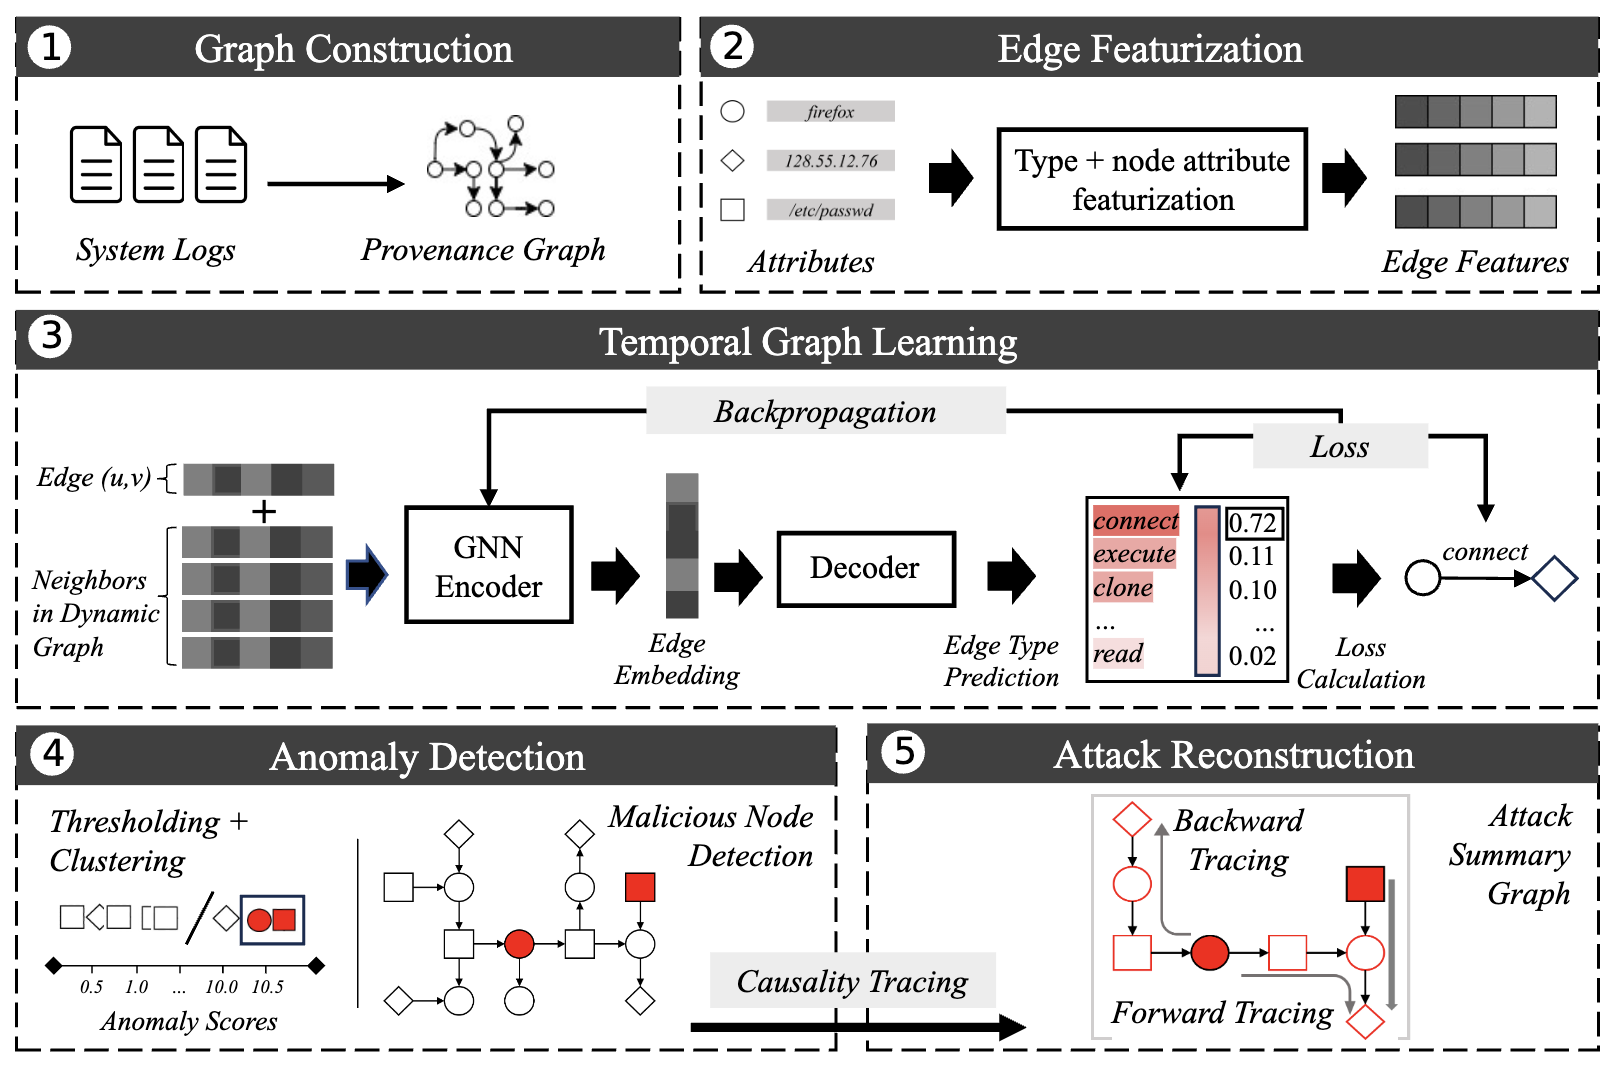 1 Graph Construction
System Logs
Provenance Graph
2 Edge Featurization
firefox
128.55.12.76
/etc/passwd
Attributes
Type + node attribute
featurization
Edge Features
3 Temporal Graph Learning
Backpropagation
Loss
Edge (u,v)
+
Neighbors
in Dynamic
Graph
GNN
Encoder
Edge
Embedding
Decoder
Edge Type
Prediction
connect 0.72
execute 0.11
clone 0.10
... ...
read 0.02
Loss
Calculation
connect
4 Anomaly Detection
Thresholding +
Clustering
0.5 1.0 ... 10.0 10.5
Anomaly Scores
Malicious Node
Detection
Causality Tracing
5 Attack Reconstruction
Backward
Tracing
Forward Tracing
Attack
Summary
Graph